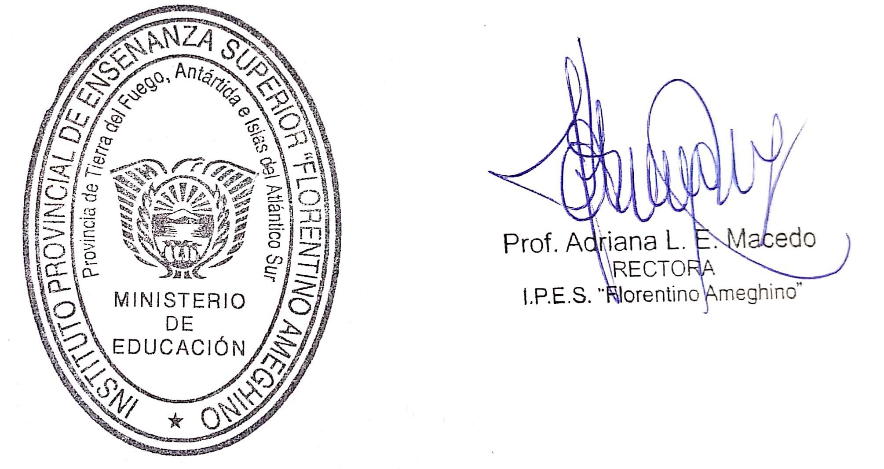 INSTITUTO PROVINCIAL DE ENSEÑANZA SUPERIOR "FLORENTINO AMEGHINO
Provincia de Tierra del Fuego, Antártida e Islas del Atlántico Sur
MINISTERIO
DE
EDUCACIÓN
Prof. Adriana L. E. Macedo
RECTORA
I.P.E.S. "Florentino Ameghino"